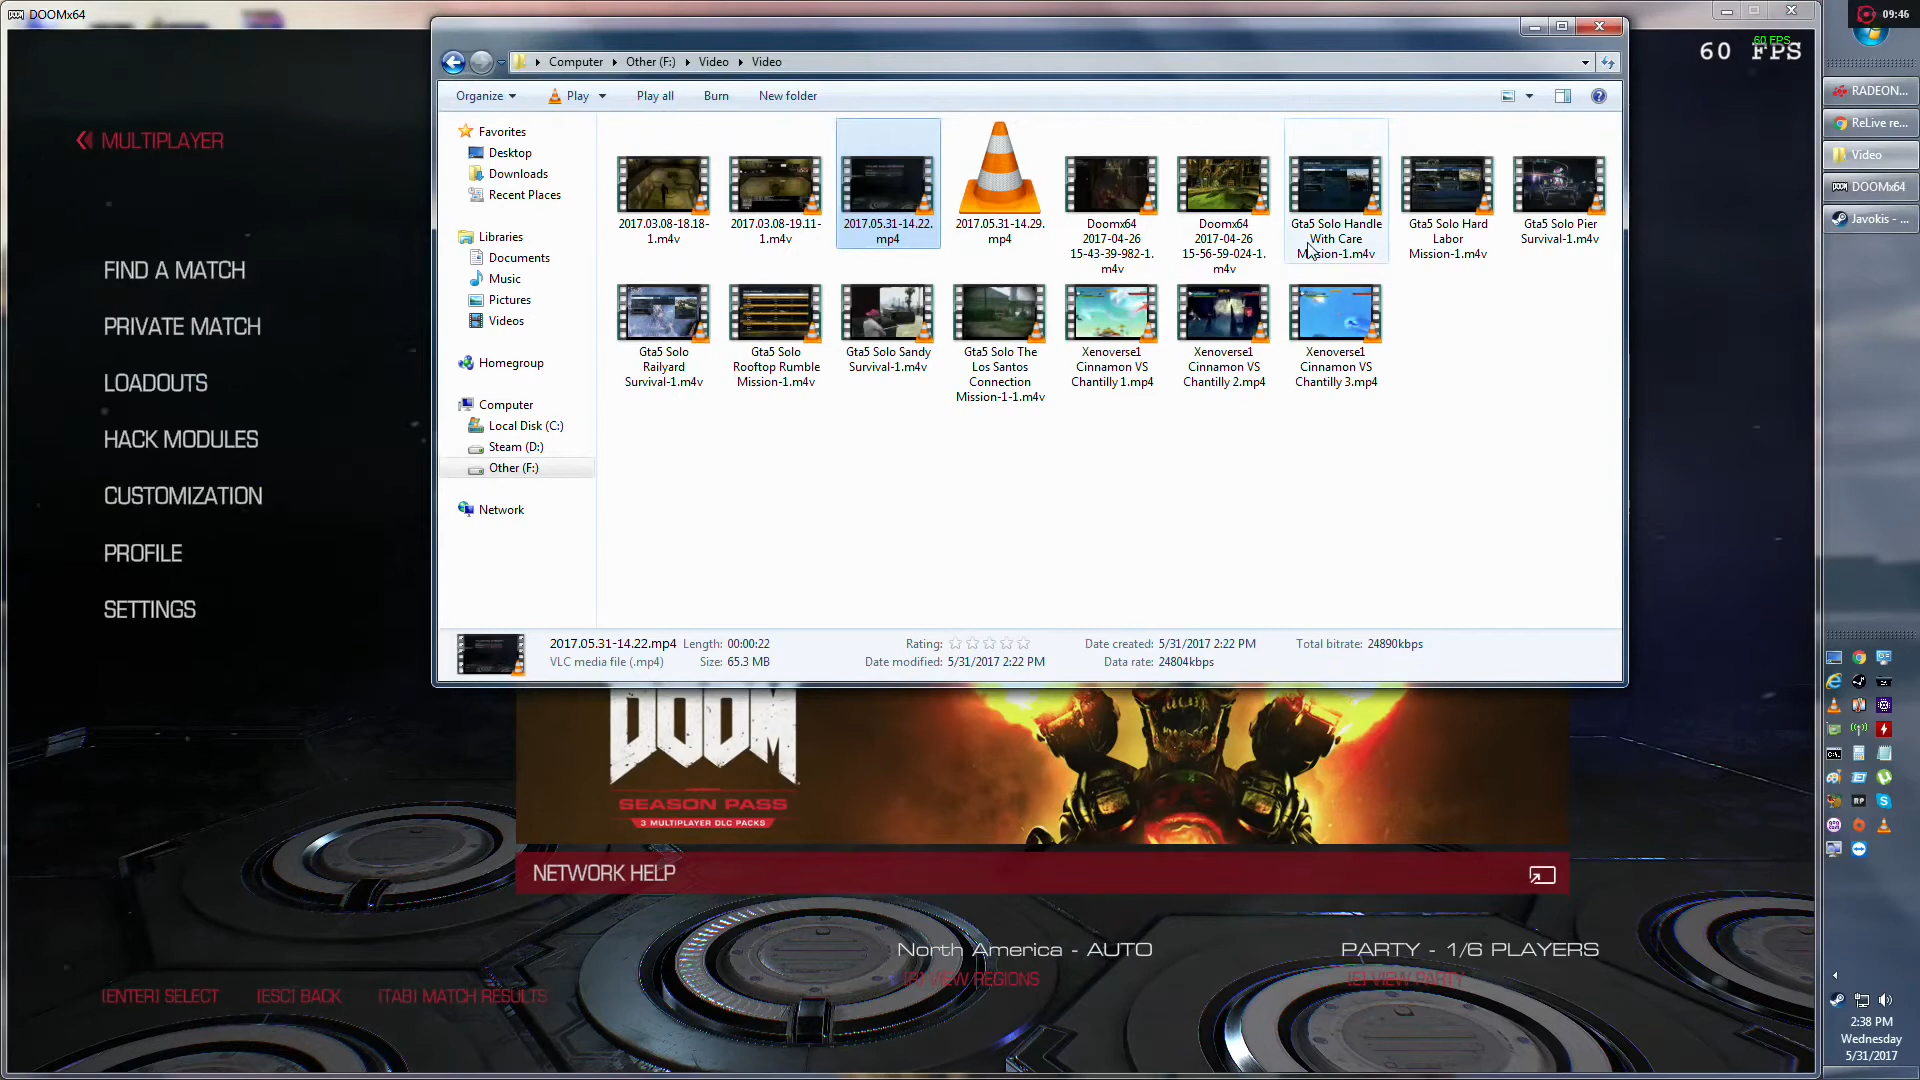 DOOMx64
09:46
60 FPS
60 FPS
Computer
Other (F:)
Video
Video
Organize
Play
Play all
Burn
New folder
Favorites
Desktop
Downloads
Recent Places
Libraries
Documents
Music
Pictures
Videos
Homegroup
Computer
Local Disk (C:)
Steam (D:)
Other (F:)
Network
2017.03.08-18.18-
1.m4v
2017.03.08-19.11-
1.m4v
2017.05.31-14.22.
mp4
2017.05.31-14.29.
mp4
Doomx64
2017-04-26
15-43-39-982-1.
m4v
Doomx64
2017-04-26
15-56-59-024-1.
m4v
Gta5 Solo Handle
With Care
Mission-1.m4v
Gta5 Solo Hard
Labor
Mission-1.m4v
Gta5 Solo Pier
Survival-1.m4v
Gta5 Solo
Railyard
Survival-1.m4v
Gta5 Solo
Rooftop Rumble
Mission-1.m4v
Gta5 Solo Sandy
Survival-1.m4v
Gta5 Solo The
Los Santos
Connection
Mission-1-1.m4v
Xenoverse1
Cinnamon VS
Chantilly 1.mp4
Xenoverse1
Cinnamon VS
Chantilly 2.mp4
Xenoverse1
Cinnamon VS
Chantilly 3.mp4
2017.05.31-14.22.mp4
VLC media file (.mp4)
Length: 00:00:22
Size: 65.3 MB
Rating:
Date modified: 5/31/2017 2:22 PM
Date created: 5/31/2017 2:22 PM
Data rate: 24804kbps
Total bitrate: 24890kbps
MULTIPLAYER
FIND A MATCH
PRIVATE MATCH
LOADOUTS
HACK MODULES
CUSTOMIZATION
PROFILE
SETTINGS
DOOM
SEASON PASS
3 MULTIPLAYER DLC PACKS
NETWORK HELP
North America - AUTO
[R] VIEW REGIONS
PARTY - 1/6 PLAYERS
[E] VIEW PARTY
[ENTER] SELECT
[ESC] BACK
[TAB] MATCH RESULTS
RADEON...
ReLive re...
Video
DOOMx64
Javokis - ...
2:38 PM
Wednesday
5/31/2017